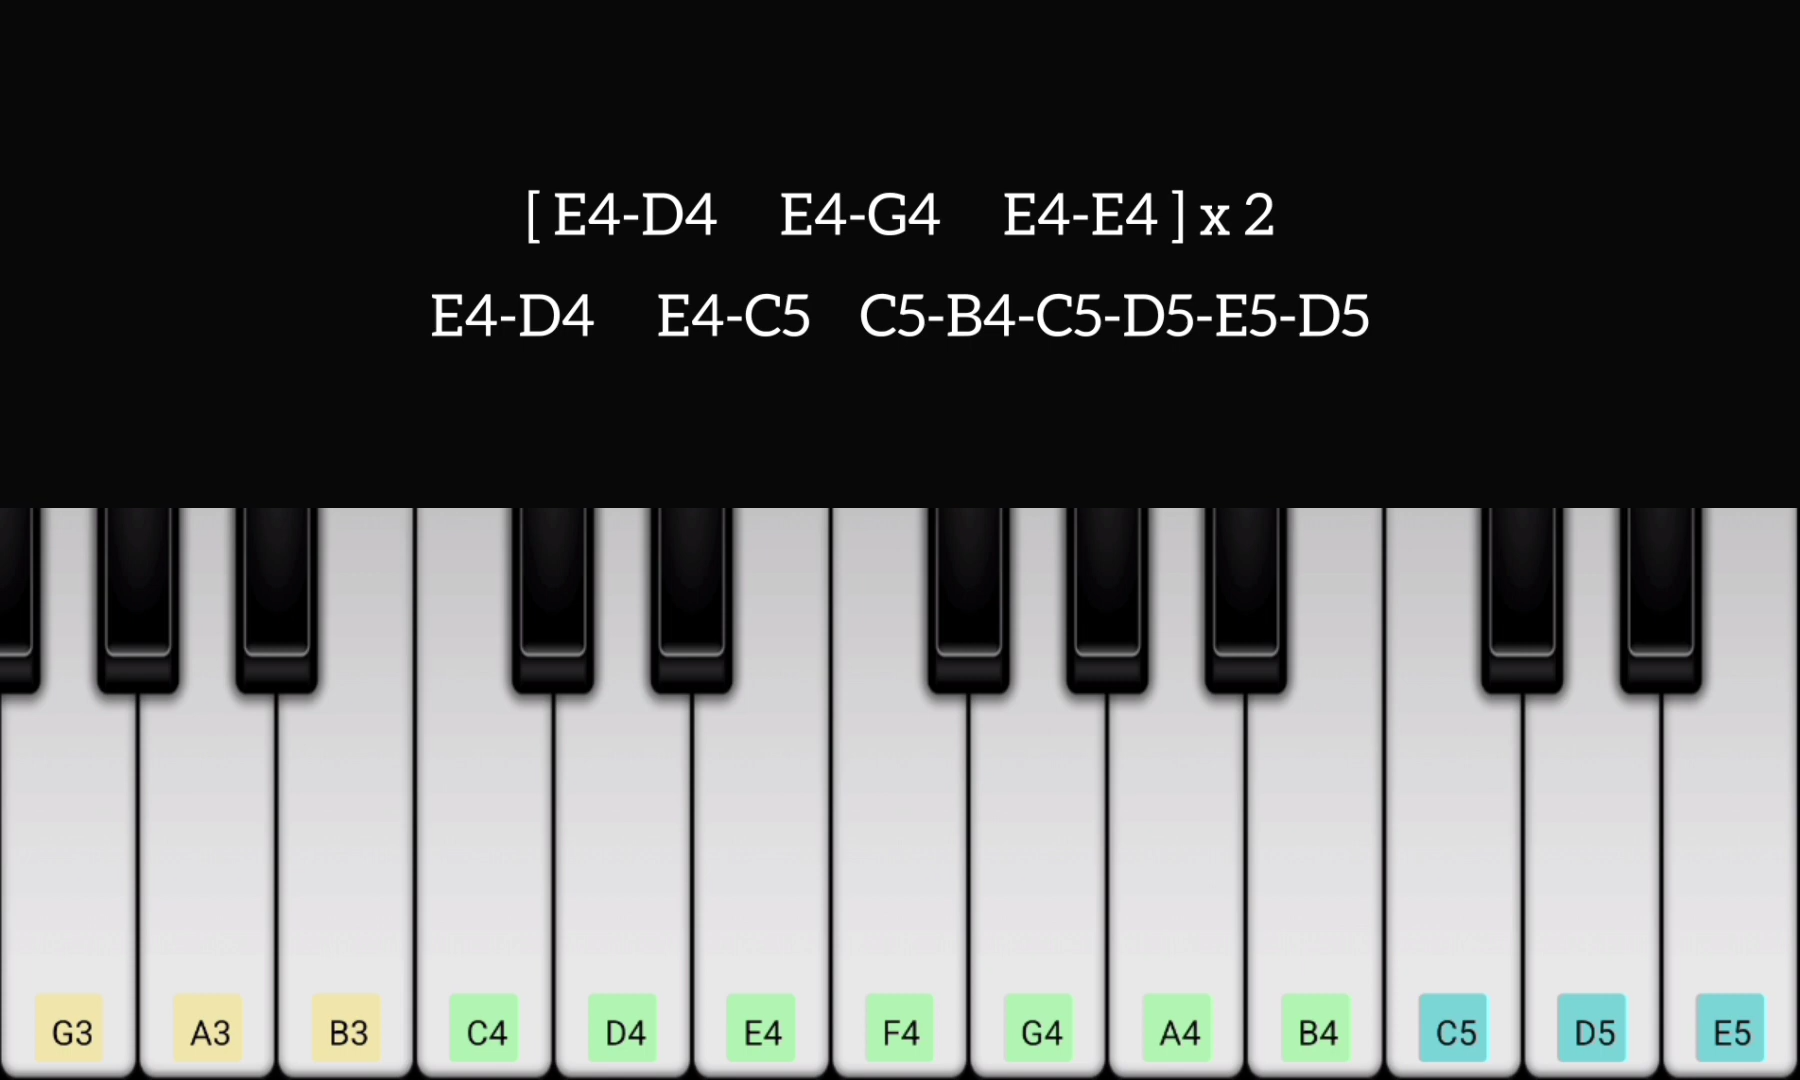 [ E4-D4 E4-G4 E4-E4 ] x 2
E4-D4 E4-C5 C5-B4-C5-D5-E5-D5
G3 A3 B3 C4 D4 E4 F4 G4 A4 B4 C5 D5 E5